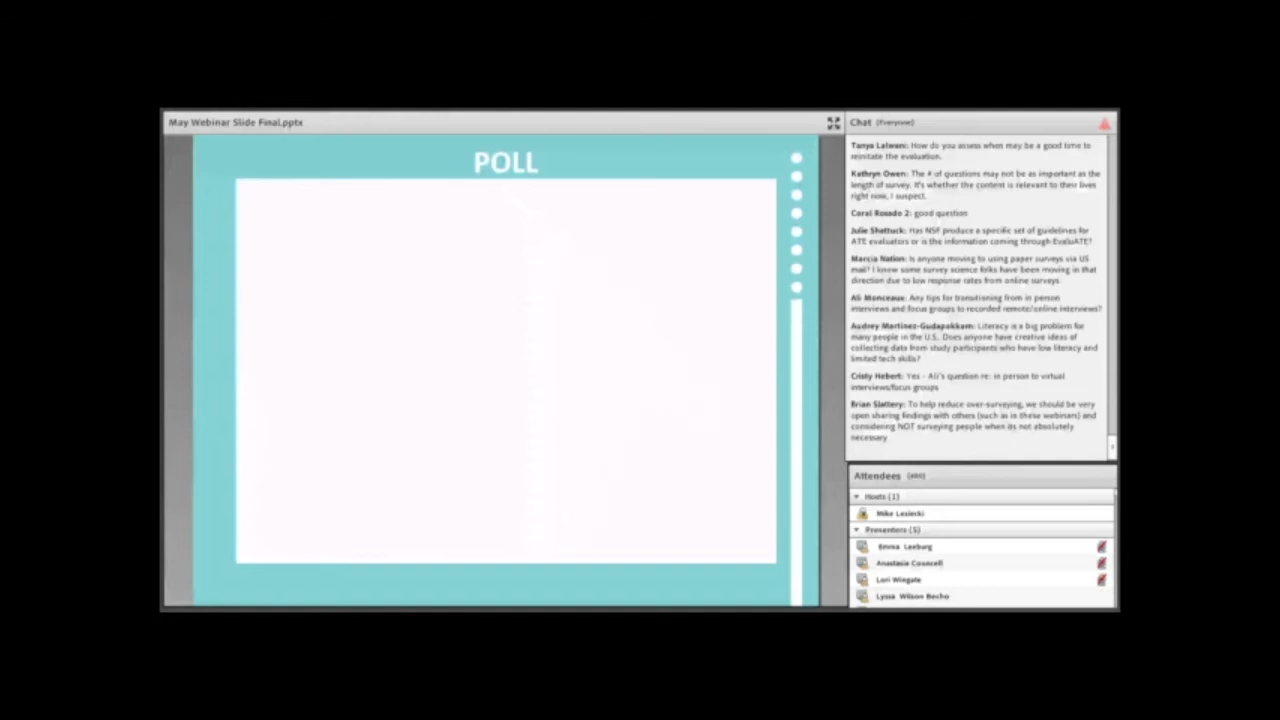 May Webinar Slide Final.pptx
POLL
Chat (Everyone)
Tanya Lalwani: How do you assess when may be a good time to
reinitate the evaluation.
Kathryn Owen: The # of questions may not be as important as the
length of survey. It's whether the content is relevant to their lives
right now, I suspect.
Coral Rosado 2: good question
Julie Shattuck: Has NSF produce a specific set of guidelines for
ATE evaluators or is the information coming through EvaluATE?
Marcia Nation: Is anyone moving to using paper surveys via US
mail? I know some survey science folks have been moving in that
direction due to low response rates from online surveys.
Ali Monceaux: Any tips for transitioning from in person
interviews and focus groups to recorded remote/online interviews?
Audrey Martinez-Gudapakkam: Literacy is a big problem for
many people in the U.S. Does anyone have creative ideas of
collecting data from study participants who have low literacy and
limited tech skills?
Cristy Hebert: Yes - Ali's question re: in person to virtual
interviews/focus groups
Brian Slattery: To help reduce over-surveying, we should be very
open sharing findings with others (such as in these webinars) and
considering NOT surveying people when its not absolutely
necessary
Attendees
Hosts (1)
Mike Lesiecki
Presenters (5)
Emma Leeburg
Anastasia Councell
Lori Wingate
Lyssa Wilson Becho